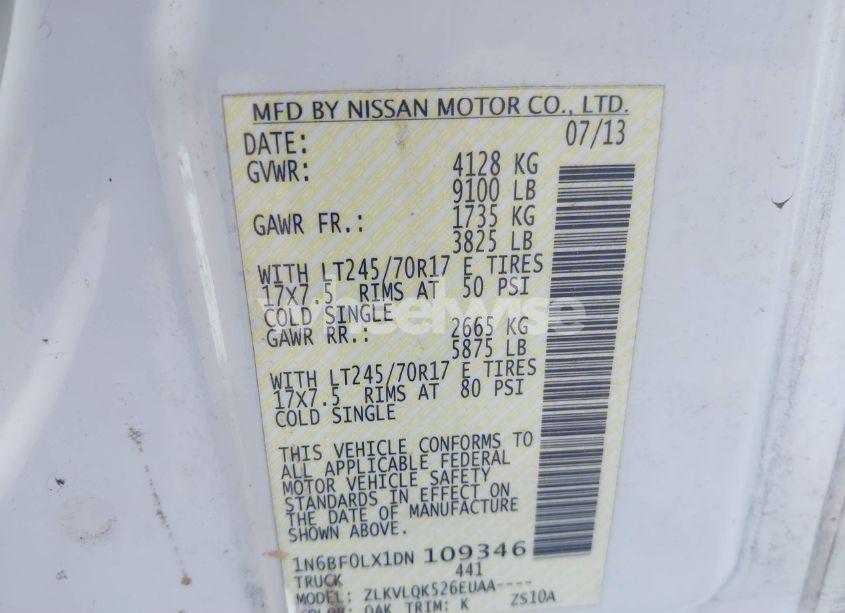 MFD BY NISSAN MOTOR CO., LTD.
DATE: 07/13
GVWR: 4128 KG
9100 LB
GAWR FR.: 1735 KG
3825 LB
WITH LT245/70R17 E TIRES
17X7.5 RIMS AT 50 PSI
COLD SINGLE
GAWR RR.: 2665 KG
5875 LB
WITH LT245/70R17 E TIRES
17X7.5 RIMS AT 80 PSI
COLD SINGLE
THIS VEHICLE CONFORMS TO
ALL APPLICABLE FEDERAL
MOTOR VEHICLE SAFETY
STANDARDS IN EFFECT ON
THE DATE OF MANUFACTURE
SHOWN ABOVE.
1N6BF0LX1DN 109346
TRUCK 441
MODEL: ZLKVLQK526EUAA----
COLOR: QAK TRIM: K ZS10A
wheelwise